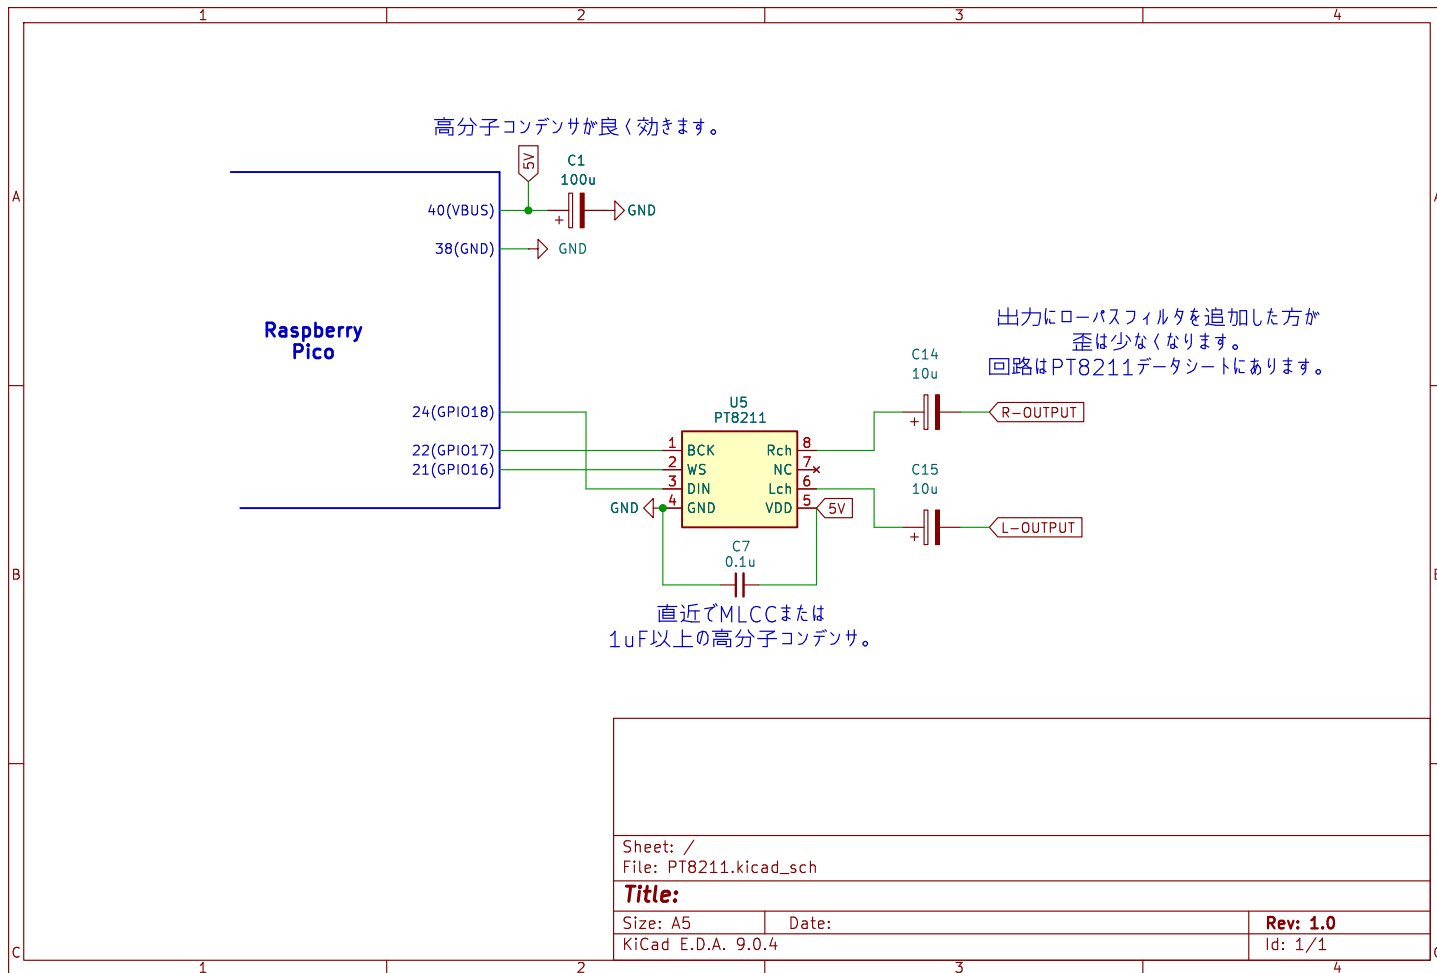 1 2 3 4
高分子コンデンサが良く効きます。
5V
C1
100u
A
40(VBUS)
GND
38(GND)
GND
Raspberry
Pico
出力にローパスフィルタを追加した方が
歪は少なくなります。
回路はPT8211データシートにあります。
C14
10u
U5
PT8211
24(GPIO18)
R-OUTPUT
22(GPIO17)
1 BCK
Rch 8
21(GPIO16)
2 WS
NC 7
3 DIN
Lch 6
GND
4 GND
VDD 5
5V
C15
10u
L-OUTPUT
C7
0.1u
B
直近でMLCCまたは
1uF以上の高分子コンデンサ。
Sheet: /
File: PT8211.kicad_sch
Title:
Size: A5
Date:
Rev: 1.0
KiCad E.D.A. 9.0.4
Id: 1/1
C
1 2 3 4